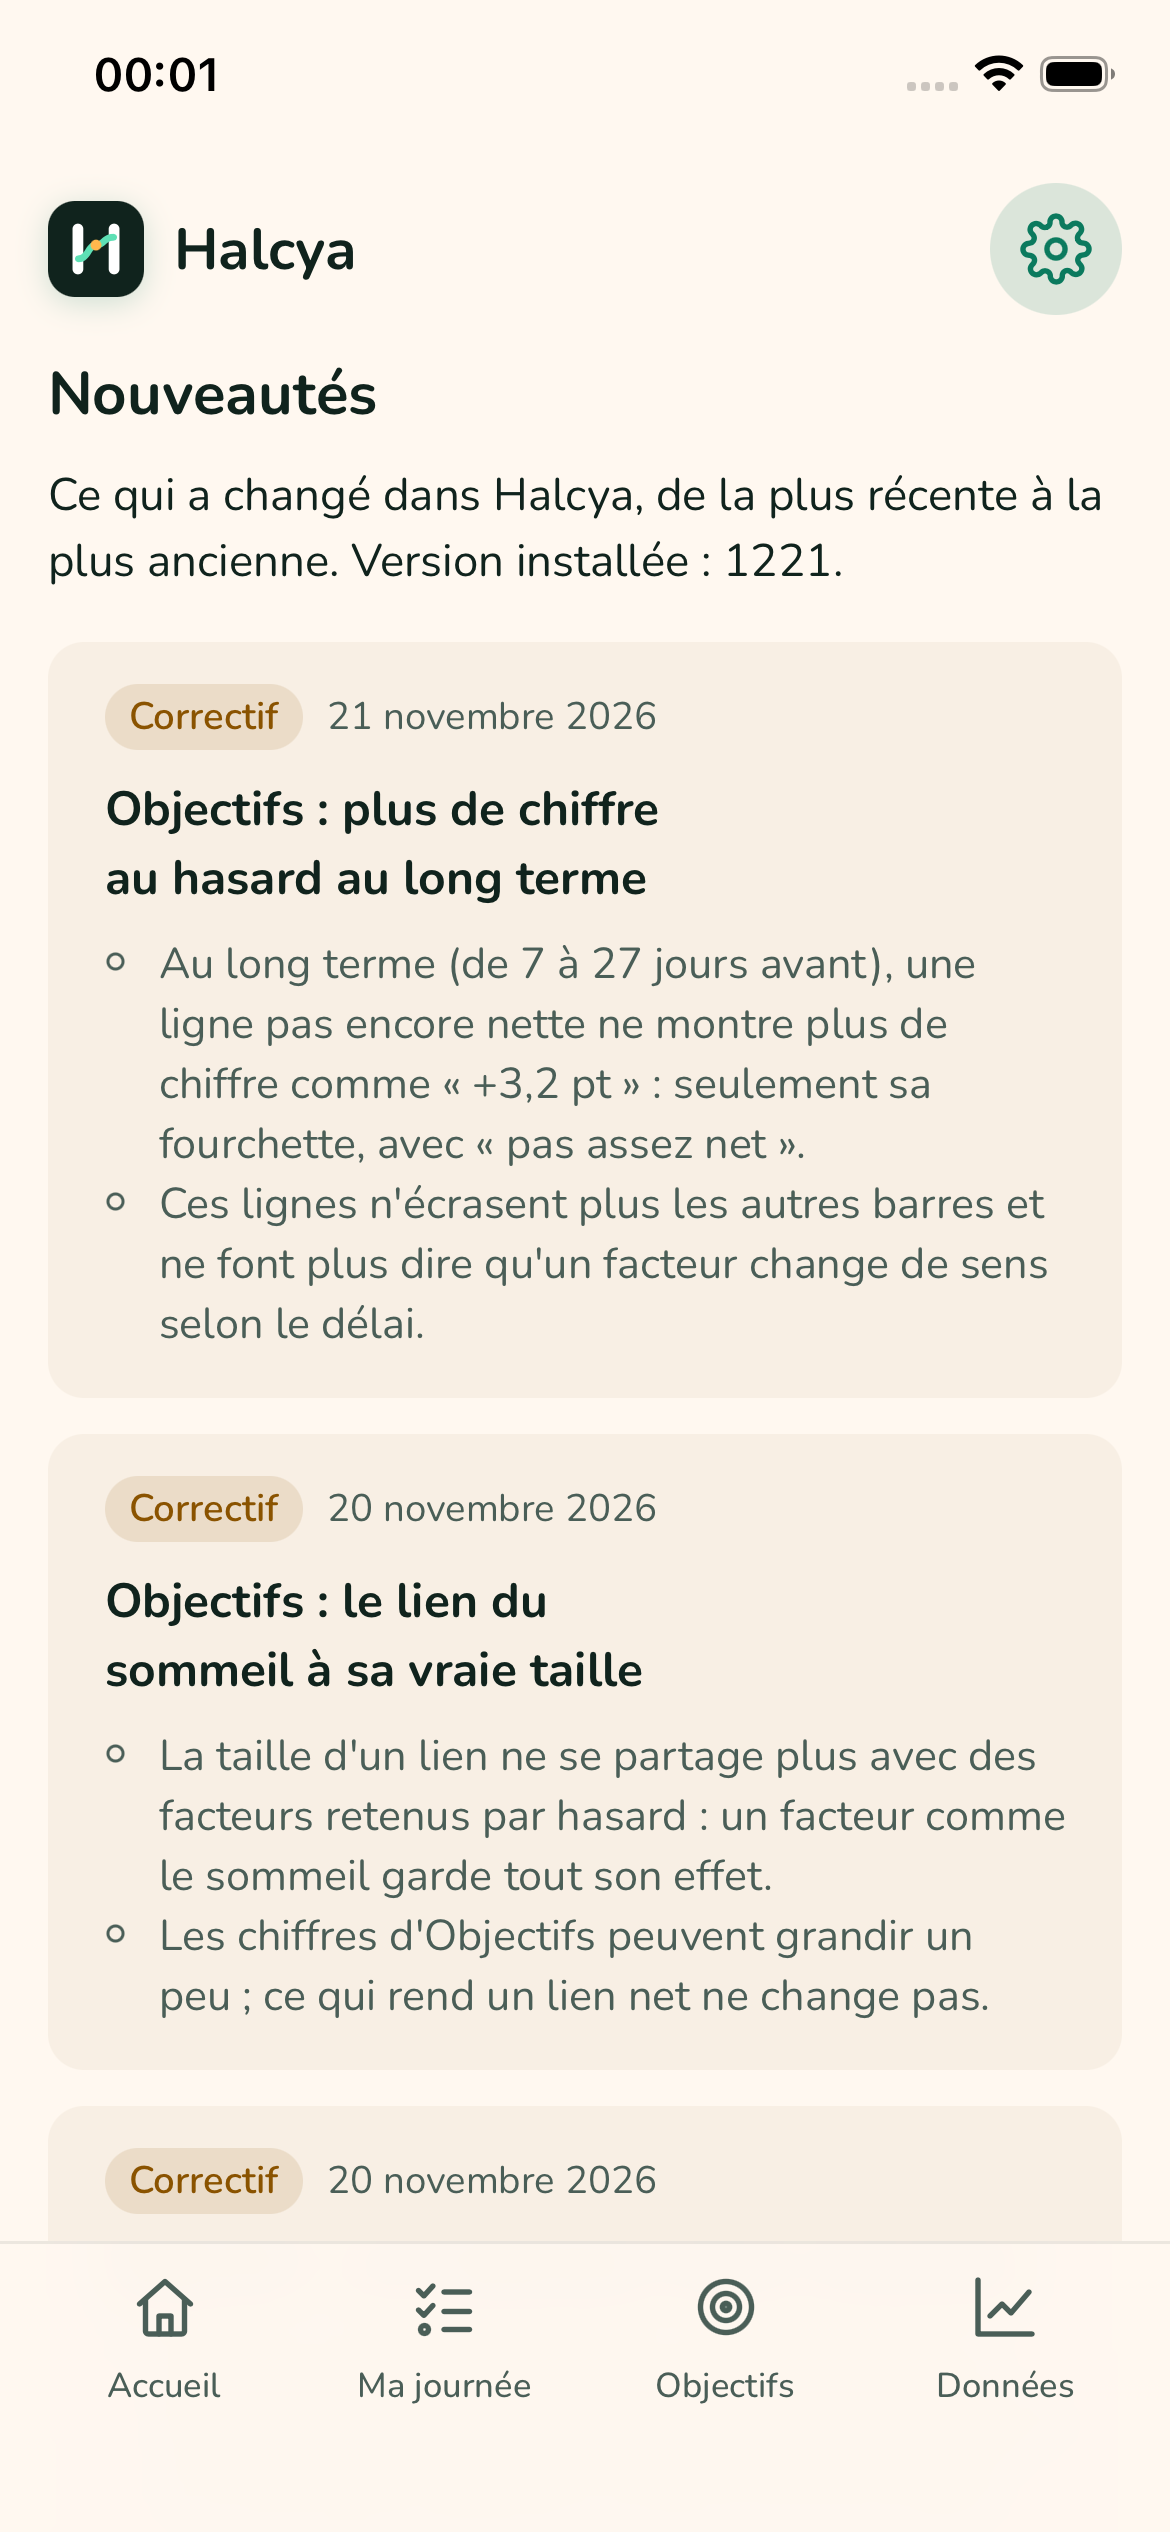 00:01
Halcya
Nouveautés
Ce qui a changé dans Halcya, de la plus récente à la
plus ancienne. Version installée : 1221.
Correctif 21 novembre 2026
Objectifs : plus de chiffre
au hasard au long terme
Au long terme (de 7 à 27 jours avant), une
ligne pas encore nette ne montre plus de
chiffre comme « +3,2 pt » : seulement sa
fourchette, avec « pas assez net ».
Ces lignes n'écrasent plus les autres barres et
ne font plus dire qu'un facteur change de sens
selon le délai.
Correctif 20 novembre 2026
Objectifs : le lien du
sommeil à sa vraie taille
La taille d'un lien ne se partage plus avec des
facteurs retenus par hasard : un facteur comme
le sommeil garde tout son effet.
Les chiffres d'Objectifs peuvent grandir un
peu ; ce qui rend un lien net ne change pas.
Correctif 20 novembre 2026
Accueil Ma journée Objectifs Données